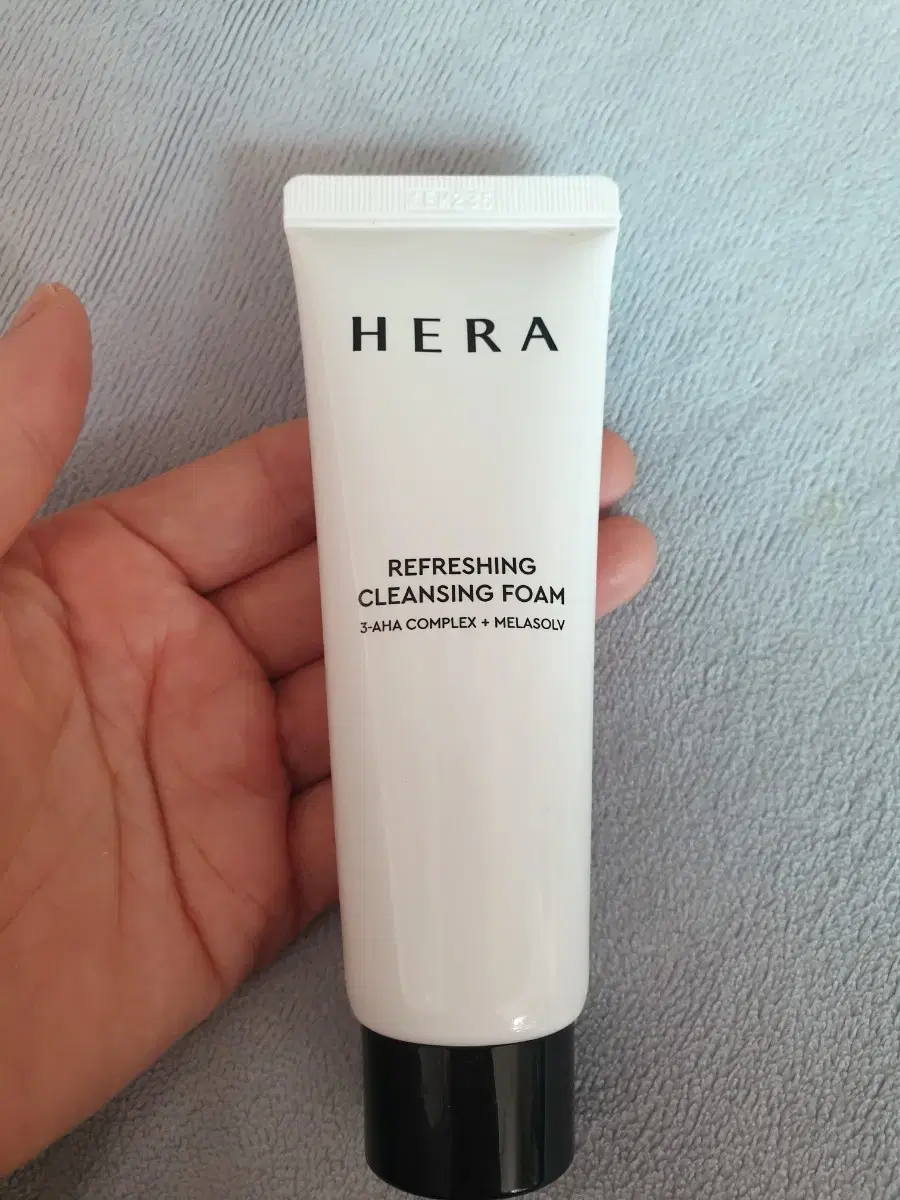 HERA
REFRESHING
CLEANSING FOAM
3-AHA COMPLEX + MELASOLV